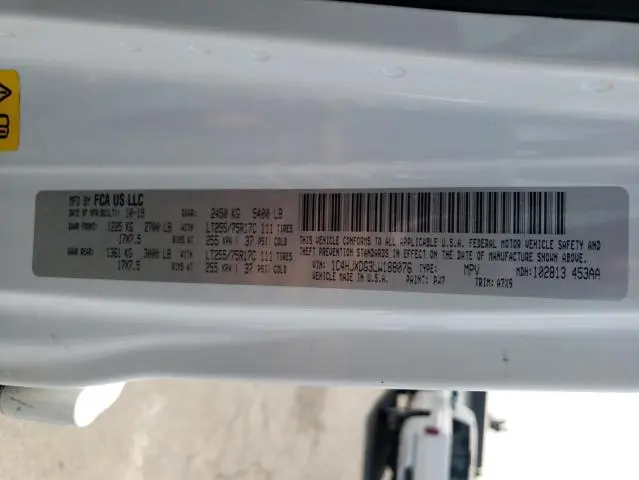 MFD BY FCA US LLC
DATE OF MFR(BUILT): 10-19 GVWR: 2450 KG 5400 LB
GAWR FRONT: 1225 KG 2700 LB WITH LT255/75R17C 111 TIRES
17X7.5 RIMS AT 255 KPA 37 PSI COLD
GAWR REAR: 1361 KG 3000 LB WITH LT255/75R17C 111 TIRES
17X7.5 RIMS AT 255 KPA 37 PSI COLD
THIS VEHICLE CONFORMS TO ALL APPLICABLE U.S.A. FEDERAL MOTOR VEHICLE SAFETY AND
THEFT PREVENTION STANDARDS IN EFFECT ON THE DATE OF MANUFACTURE SHOWN ABOVE.
VIN: TYPE: MPV MDH: 102813 453AA
VEHICLE MADE IN U.S.A. PAINT: PW7 TRIM: A7X9